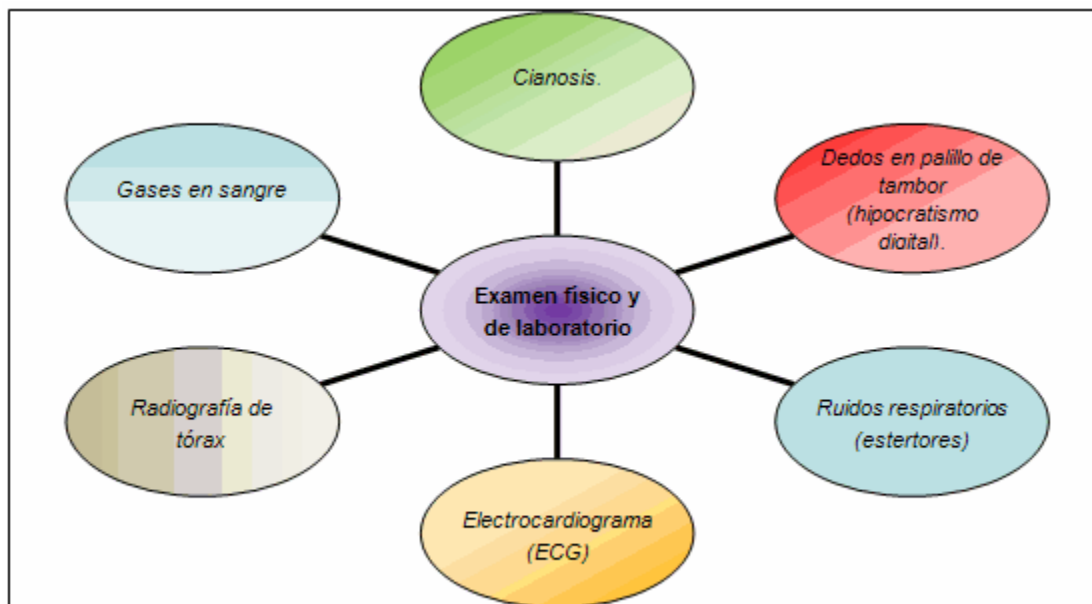 Cianosis.
Gases en sangre
Dedos en palillo de
tambor
(hipocratismo
digital).
Examen físico y
de laboratorio
Radiografía de
tórax
Ruidos respiratorios
(estertores)
Electrocardiograma
(ECG)